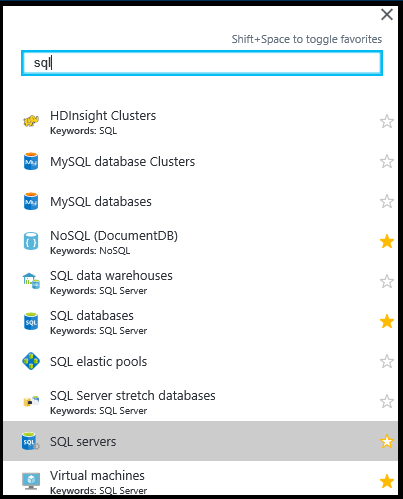 Shift+Space to toggle favorites
sql
HDInsight Clusters
Keywords: SQL
MySQL database Clusters
MySQL databases
NoSQL (DocumentDB)
Keywords: NoSQL
SQL data warehouses
Keywords: SQL Server
SQL databases
Keywords: SQL Server
SQL elastic pools
SQL Server stretch databases
Keywords: SQL Server
SQL servers
Virtual machines
Keywords: SQL Server